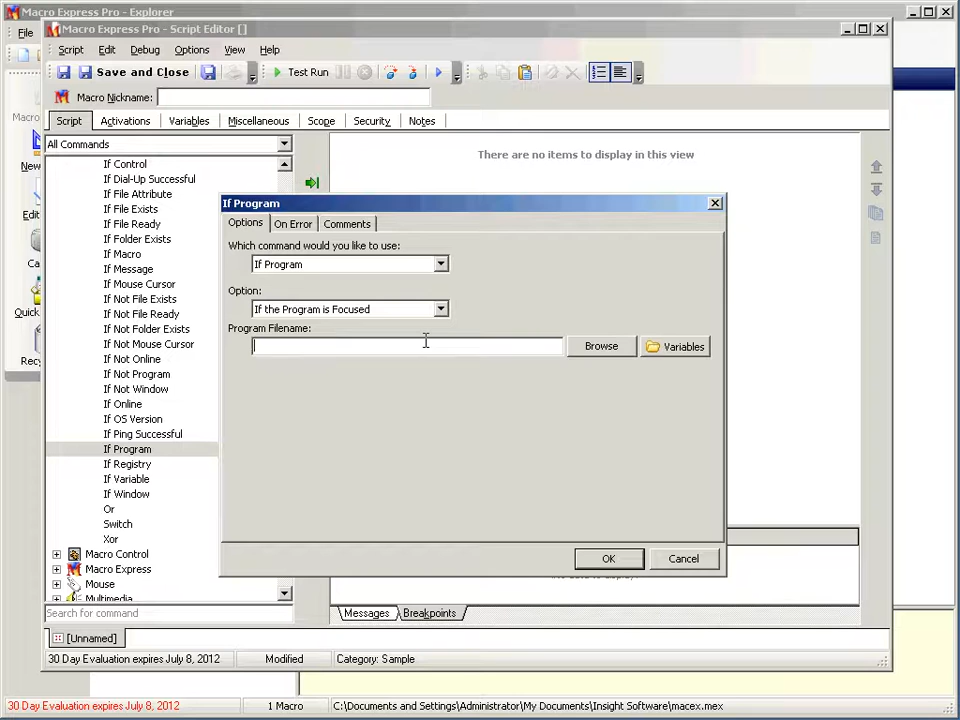 Macro Express Pro - Explorer
File
Macro Express Pro - Script Editor []
Script Edit Debug Options View Help
Save and Close Test Run
Macro Nickname:
Script Activations Variables Miscellaneous Scope Security Notes
All Commands
There are no items to display in this view
If Control
If Dial-Up Successful
If File Attribute
If File Exists
If File Ready
If Folder Exists
If Macro
If Message
If Mouse Cursor
If Not File Exists
If Not File Ready
If Not Folder Exists
If Not Mouse Cursor
If Not Online
If Not Program
If Not Window
If Online
If OS Version
If Ping Successful
If Program
If Registry
If Variable
If Window
Or
Switch
Xor
Macro Control
Macro Express
Mouse
Multimedia
Search for command
If Program
Options On Error Comments
Which command would you like to use:
If Program
Option:
If the Program is Focused
Program Filename:
Browse Variables
OK Cancel
Messages Breakpoints
[Unnamed]
30 Day Evaluation expires July 8, 2012 Modified Category: Sample
Macro
New
Edit
Ca
Quick
Recy
30 Day Evaluation expires July 8, 2012 1 Macro C:\Documents and Settings\Administrator\My Documents\Insight Software\macex.mex